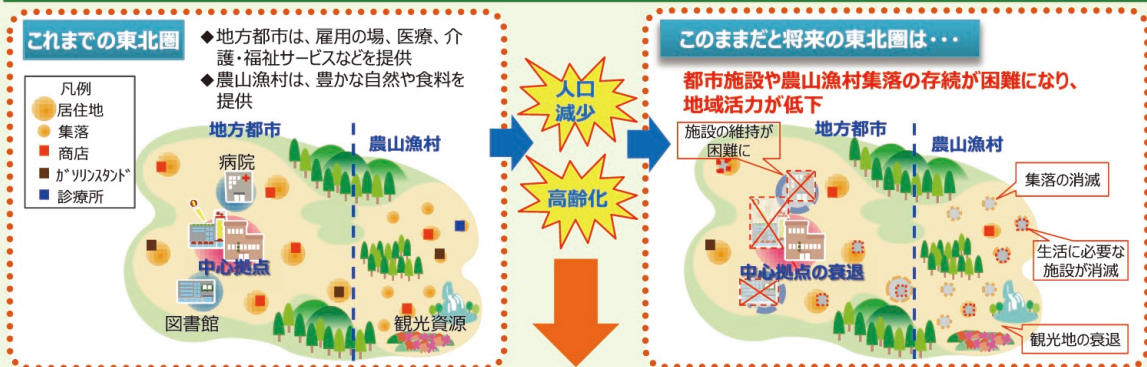 これまでの東北圏
◆地方都市は、雇用の場、医療、介
護・福祉サービスなどを提供
◆農山漁村は、豊かな自然や食料を
提供
凡例
居住地
集落
商店
ｶﾞｿﾘﾝｽﾀﾝﾄﾞ
診療所
地方都市
農山漁村
病院
中心拠点
図書館
観光資源
人口
減少
高齢化
このままだと将来の東北圏は・・・
都市施設や農山漁村集落の存続が困難になり、
地域活力が低下
施設の維持が
困難に
地方都市
農山漁村
集落の消滅
生活に必要な
施設が消滅
中心拠点の衰退
観光地の衰退